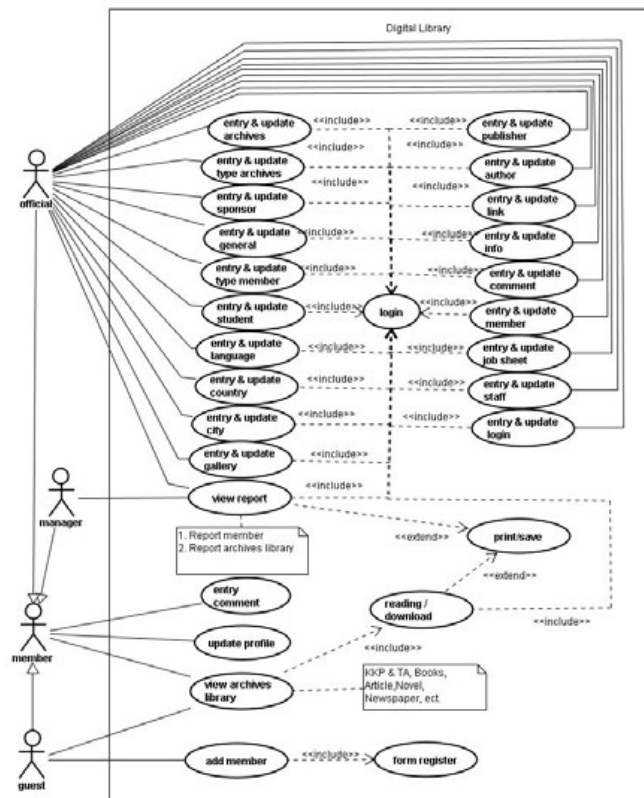 Digital Library
entry & update
archives
<<include>>
<<include>>
entry & update
publisher
entry & update
type archives
<<include>>
<<include>>
entry & update
author
official
entry & update
sponsor
<<include>>
<<include>>
entry & update
link
entry & update
general
<<include>>
<<include>>
entry & update
info
entry & update
type member
<<include>>
<<include>>
entry & update
comment
entry & update
student
<<include>>
login
<<include>>
entry & update
member
entry & update
language
<<include>>
<<include>>
entry & update
job sheet
entry & update
country
<<include>>
<<include>>
entry & update
staff
entry & update
city
<<include>>
<<include>>
entry & update
login
entry & update
gallery
<<include>>
view report
<<include>>
manager
1. Report member
2. Report archives library
<<extend>>
print/save
<<extend>>
entry
comment
reading /
download
<<include>>
member
update profile
<<include>>
view archives
library
KKP & TA, Books,
Article,Novel,
Newspaper, ect.
guest
add member
<<include>>
form register